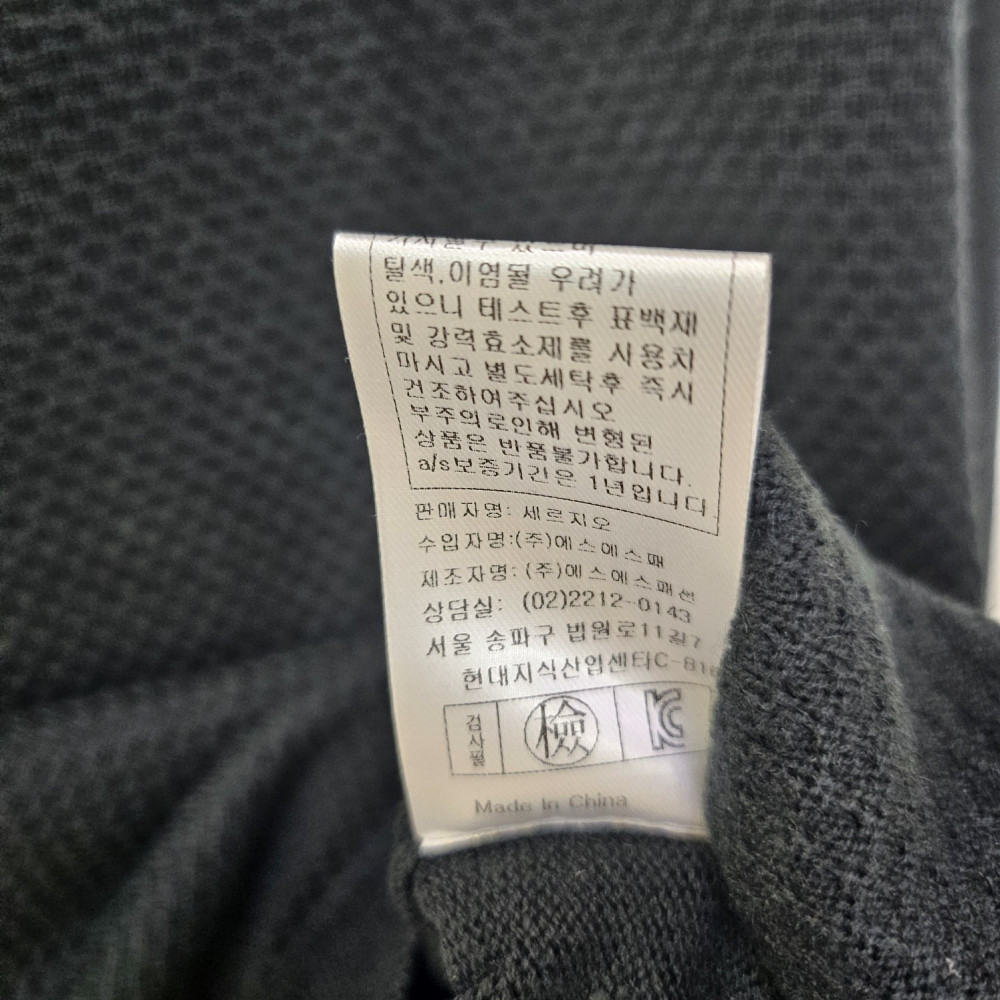 탈색.이염될 우려가
있으니 테스트후 표백재
및 강력효소제를 사용치
마시고 별도세탁후 즉시
건조하여주십시오
부주의로인해 변형된
상품은 반품불가합니다.
a/s보증기간은 1년입니다
판매자명: 세르지오
수입자명:(주)에스에스패
제조자명:(주)에스에스패션
상담실: (02)2212-0143
서울 송파구 법원로11길7
현대지식산업센터C-81
검사필 檢 KC
Made In China